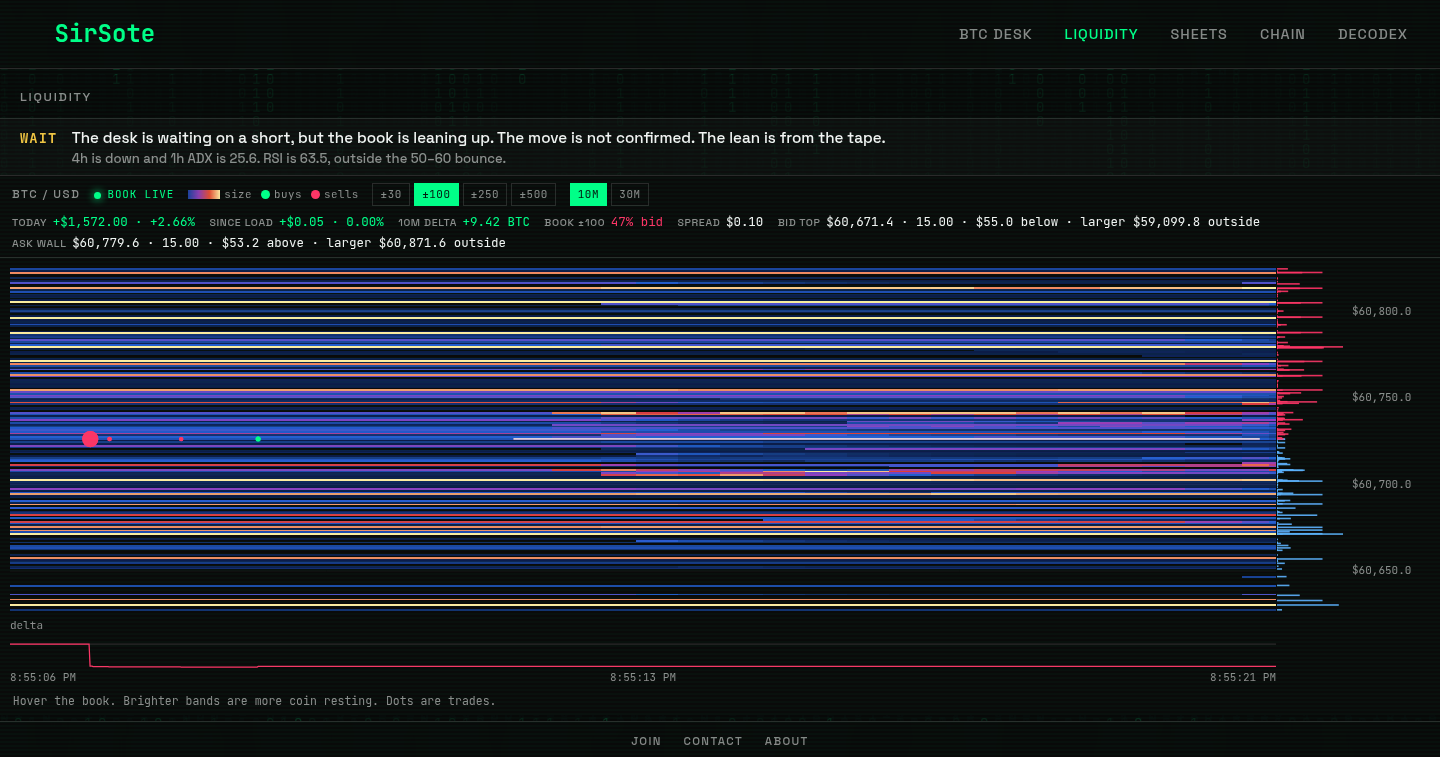 SirSote
BTC DESK LIQUIDITY SHEETS CHAIN DECODEX
LIQUIDITY
WAIT The desk is waiting on a short, but the book is leaning up. The move is not confirmed. The lean is from the tape.
4h is down and 1h ADX is 25.6. RSI is 63.5, outside the 50–60 bounce.
BTC / USD BOOK LIVE size buys sells ±30 ±100 ±250 ±500 10M 30M
TODAY +$1,572.00 · +2.66% SINCE LOAD +$0.05 · 0.00% 10M DELTA +9.42 BTC BOOK ±100 47% bid SPREAD $0.10 BID TOP $60,671.4 · 15.00 · $55.0 below · larger $59,099.8 outside
ASK WALL $60,779.6 · 15.00 · $53.2 above · larger $60,871.6 outside
$60,800.0
$60,750.0
$60,700.0
$60,650.0
delta
8:55:06 PM 8:55:13 PM 8:55:21 PM
Hover the book. Brighter bands are more coin resting. Dots are trades.
JOIN CONTACT ABOUT